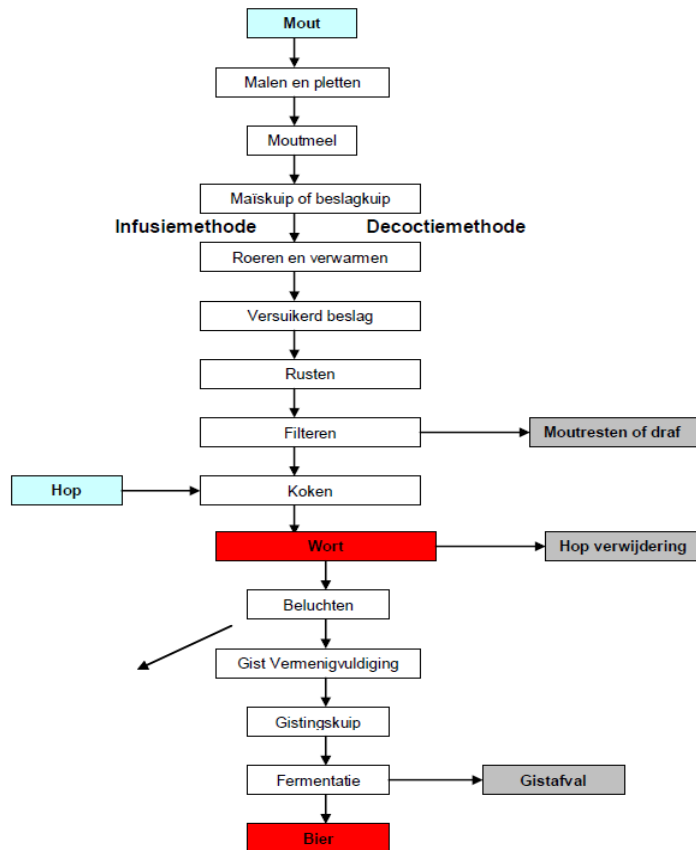 Mout
Malen en pletten
Moutmeel
Maïskuip of beslagkuip
Infusiemethode
Decoctiemethode
Roeren en verwarmen
Versuikerd beslag
Rusten
Filteren
Moutresten of draf
Hop
Koken
Wort
Hop verwijdering
Beluchten
Gist Vermenigvuldiging
Gistingskuip
Fermentatie
Gistafval
Bier